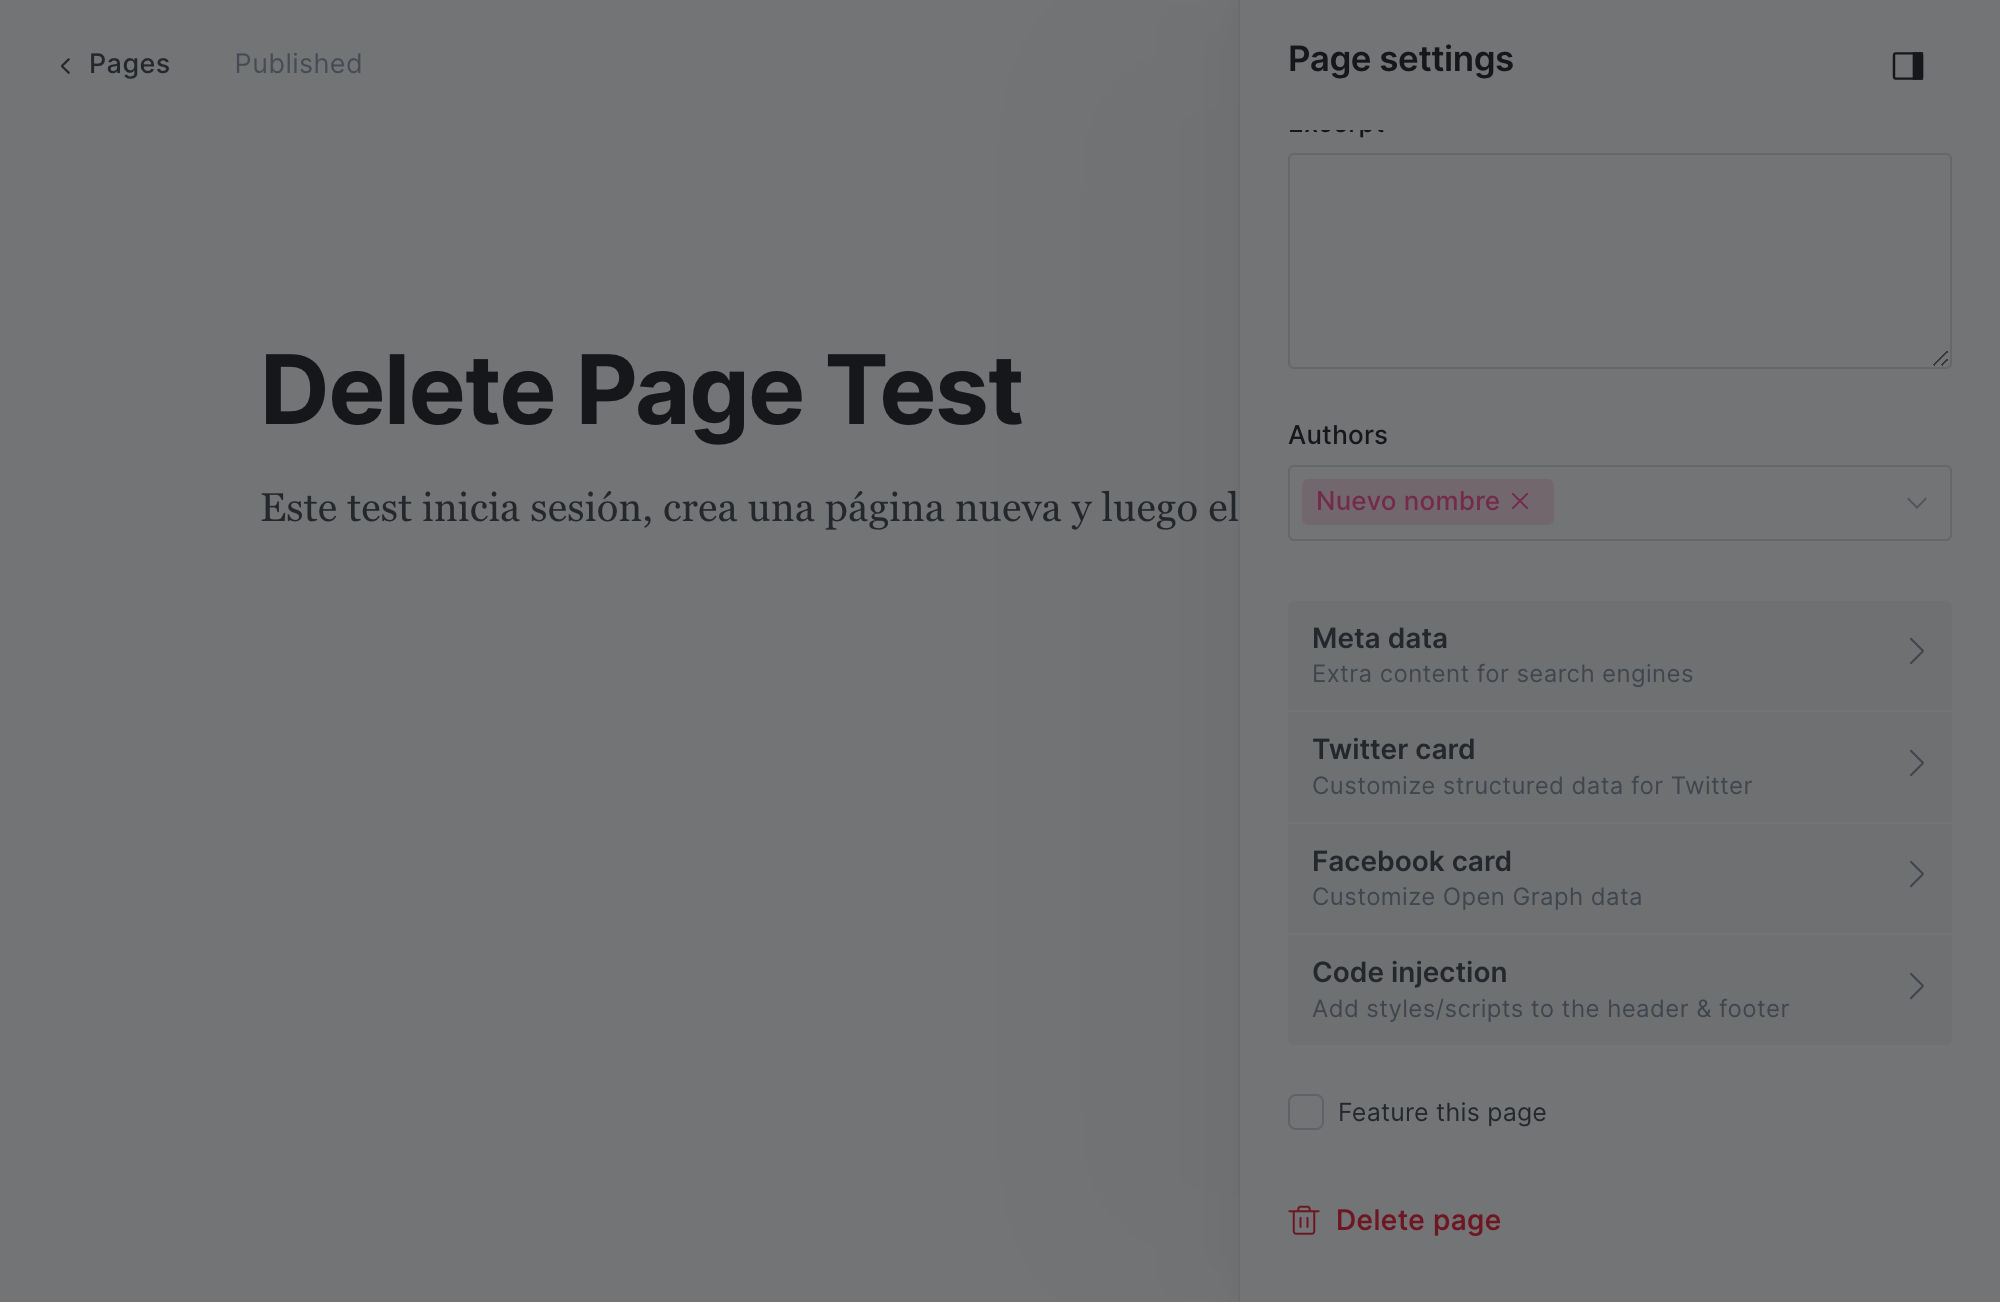 Pages
Published
Delete Page Test
Este test inicia sesión, crea una página nueva y luego el
Page settings
Excerpt
Authors
Nuevo nombre
Meta data
Extra content for search engines
Twitter card
Customize structured data for Twitter
Facebook card
Customize Open Graph data
Code injection
Add styles/scripts to the header & footer
Feature this page
Delete page